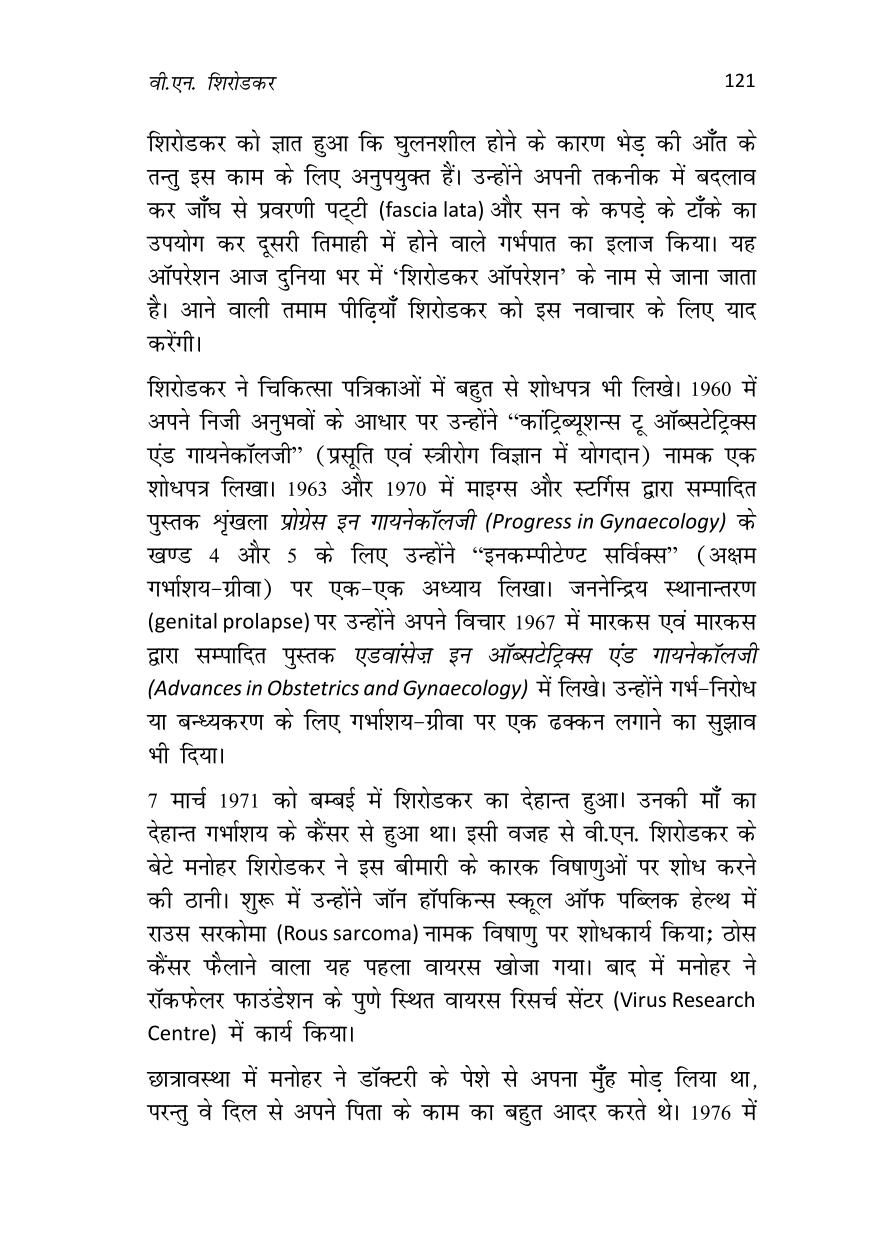 वी.एन. शिरोडकर 121
शिरोडकर को ज्ञात हुआ कि घुलनशील होने के कारण भेड़ की आँत के
तन्तु इस काम के लिए अनुपयुक्त हैं। उन्होंने अपनी तकनीक में बदलाव
कर जाँघ से प्रवरणी पट्टी (fascia lata) और सन के कपड़े के टाँके का
उपयोग कर दूसरी तिमाही में होने वाले गर्भपात का इलाज किया। यह
ऑपरेशन आज दुनिया भर में ‘शिरोडकर ऑपरेशन’ के नाम से जाना जाता
है। आने वाली तमाम पीढ़ियाँ शिरोडकर को इस नवाचार के लिए याद
करेंगी।
शिरोडकर ने चिकित्सा पत्रिकाओं में बहुत से शोधपत्र भी लिखे। 1960 में
अपने निजी अनुभवों के आधार पर उन्होंने “कांट्रिब्यूशन्स टू ऑब्सटेट्रिक्स
एंड गायनेकॉलजी” (प्रसूति एवं स्त्रीरोग विज्ञान में योगदान) नामक एक
शोधपत्र लिखा। 1963 और 1970 में माइग्स और स्टर्गिस द्वारा सम्पादित
पुस्तक शृंखला प्रोग्रेस इन गायनेकॉलजी (Progress in Gynaecology) के
खण्ड 4 और 5 के लिए उन्होंने “इनकम्पीटेण्ट सर्विक्स” (अक्षम
गर्भाशय-ग्रीवा) पर एक-एक अध्याय लिखा। जननेन्द्रिय स्थानान्तरण
(genital prolapse) पर उन्होंने अपने विचार 1967 में मारकस एवं मारकस
द्वारा सम्पादित पुस्तक एडवांसेज़ इन ऑब्सटेट्रिक्स एंड गायनेकॉलजी
(Advances in Obstetrics and Gynaecology) में लिखे। उन्होंने गर्भ-निरोध
या बन्ध्यकरण के लिए गर्भाशय-ग्रीवा पर एक ढक्कन लगाने का सुझाव
भी दिया।
7 मार्च 1971 को बम्बई में शिरोडकर का देहान्त हुआ। उनकी माँ का
देहान्त गर्भाशय के कैंसर से हुआ था। इसी वजह से वी.एन. शिरोडकर के
बेटे मनोहर शिरोडकर ने इस बीमारी के कारक विषाणुओं पर शोध करने
की ठानी। शुरू में उन्होंने जॉन हॉपकिन्स स्कूल ऑफ पब्लिक हेल्थ में
राउस सरकोमा (Rous sarcoma) नामक विषाणु पर शोधकार्य किया; ठोस
कैंसर फैलाने वाला यह पहला वायरस खोजा गया। बाद में मनोहर ने
रॉकफेलर फाउंडेशन के पुणे स्थित वायरस रिसर्च सेंटर (Virus Research
Centre) में कार्य किया।
छात्रावस्था में मनोहर ने डॉक्टरी के पेशे से अपना मुँह मोड़ लिया था,
परन्तु वे दिल से अपने पिता के काम का बहुत आदर करते थे। 1976 में